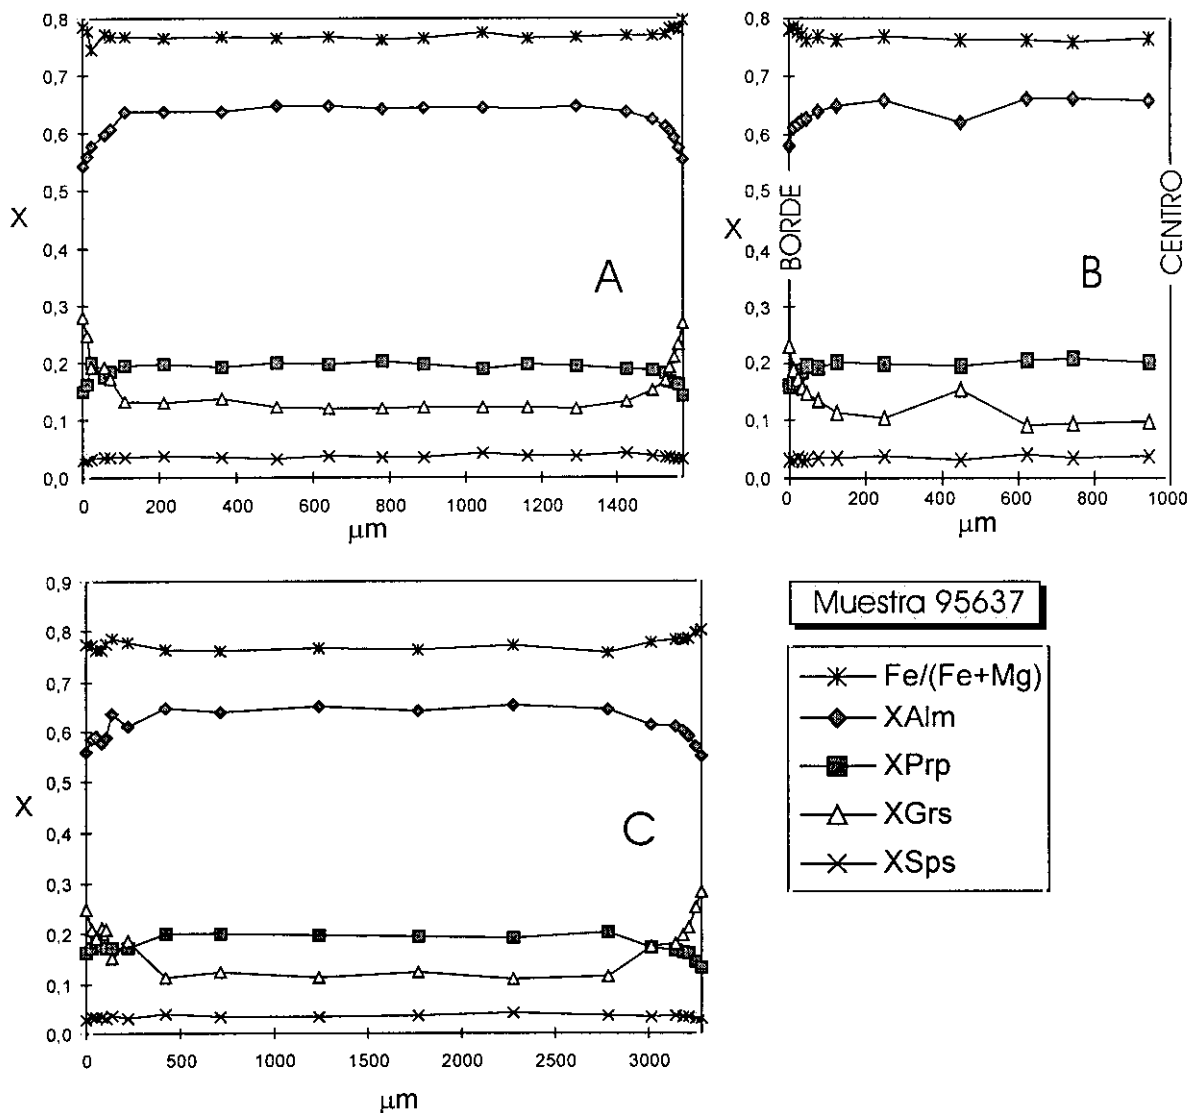 0,8
0,7
0,6
0,5
X
0,4
0,3
0,2
0,1
0,0
A
0 200 400 600 800 1000 1200 1400
μm
0,8
0,7
0,6
0,5
X
0,4
0,3
0,2
0,1
0,0
BORDE
CENTRO
B
0 200 400 600 800 1000
μm
0,9
0,8
0,7
0,6
0,5
X
0,4
0,3
0,2
0,1
0,0
C
0 500 1000 1500 2000 2500 3000
μm
Muestra 95637
Fe/(Fe+Mg)
XAlm
XPrp
XGrs
XSps